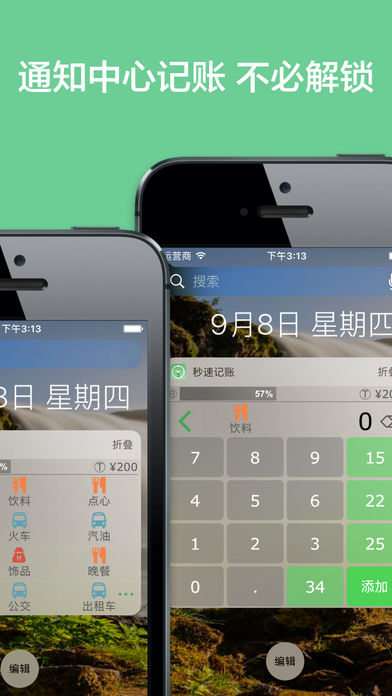 通知中心记账 不必解锁
下午3:13
星期四
折叠
% Ⓣ ¥200
饮料 点心
火车 汽油
饰品 晚餐
公交 出租车
编辑
运营商 下午3:13
搜索
9月8日 星期四
秒速记账 折叠
57%
饮料 0
7 8 9 15
4 5 6 22
1 2 3 25
0 . 34 添加
编辑